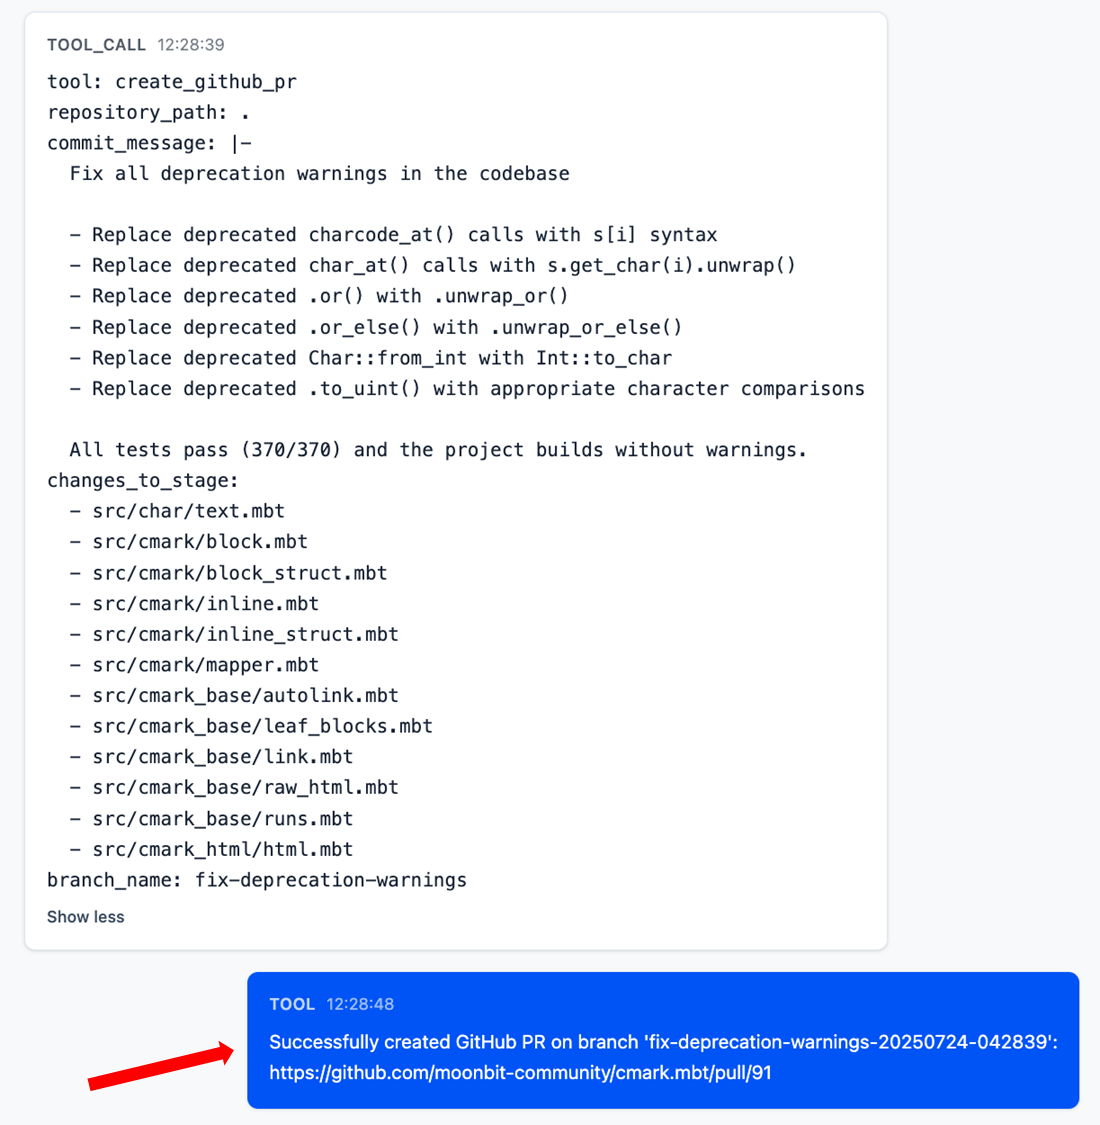 TOOL_CALL 12:28:39
tool: create_github_pr
repository_path: .
commit_message: |-
Fix all deprecation warnings in the codebase
- Replace deprecated charcode_at() calls with s[i] syntax
- Replace deprecated char_at() calls with s.get_char(i).unwrap()
- Replace deprecated .or() with .unwrap_or()
- Replace deprecated .or_else() with .unwrap_or_else()
- Replace deprecated Char::from_int with Int::to_char
- Replace deprecated .to_uint() with appropriate character comparisons
All tests pass (370/370) and the project builds without warnings.
changes_to_stage:
- src/char/text.mbt
- src/cmark/block.mbt
- src/cmark/block_struct.mbt
- src/cmark/inline.mbt
- src/cmark/inline_struct.mbt
- src/cmark/mapper.mbt
- src/cmark_base/autolink.mbt
- src/cmark_base/leaf_blocks.mbt
- src/cmark_base/link.mbt
- src/cmark_base/raw_html.mbt
- src/cmark_base/runs.mbt
- src/cmark_html/html.mbt
branch_name: fix-deprecation-warnings
Show less
TOOL 12:28:48
Successfully created GitHub PR on branch 'fix-deprecation-warnings-20250724-042839':
https://github.com/moonbit-community/cmark.mbt/pull/91